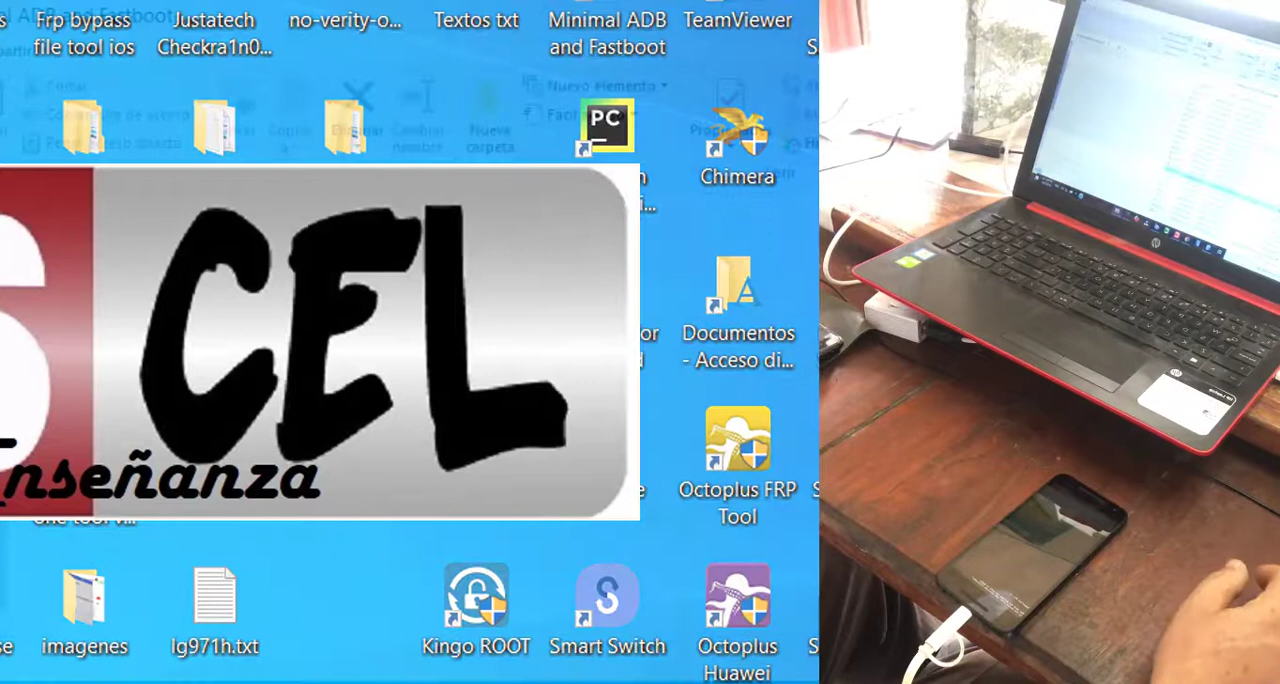 Frp bypass
file tool ios
Justatech
Checkra1n0...
no-verity-o...
Textos txt
Minimal ADB
and Fastboot
TeamViewer
Nuevo elemento
Nueva
carpeta
PC
Chimera
S
CEL
nseñanza
Documentos
- Acceso di...
Octoplus FRP
Tool
imagenes
lg971h.txt
Kingo ROOT
Smart Switch
Octoplus
Huawei